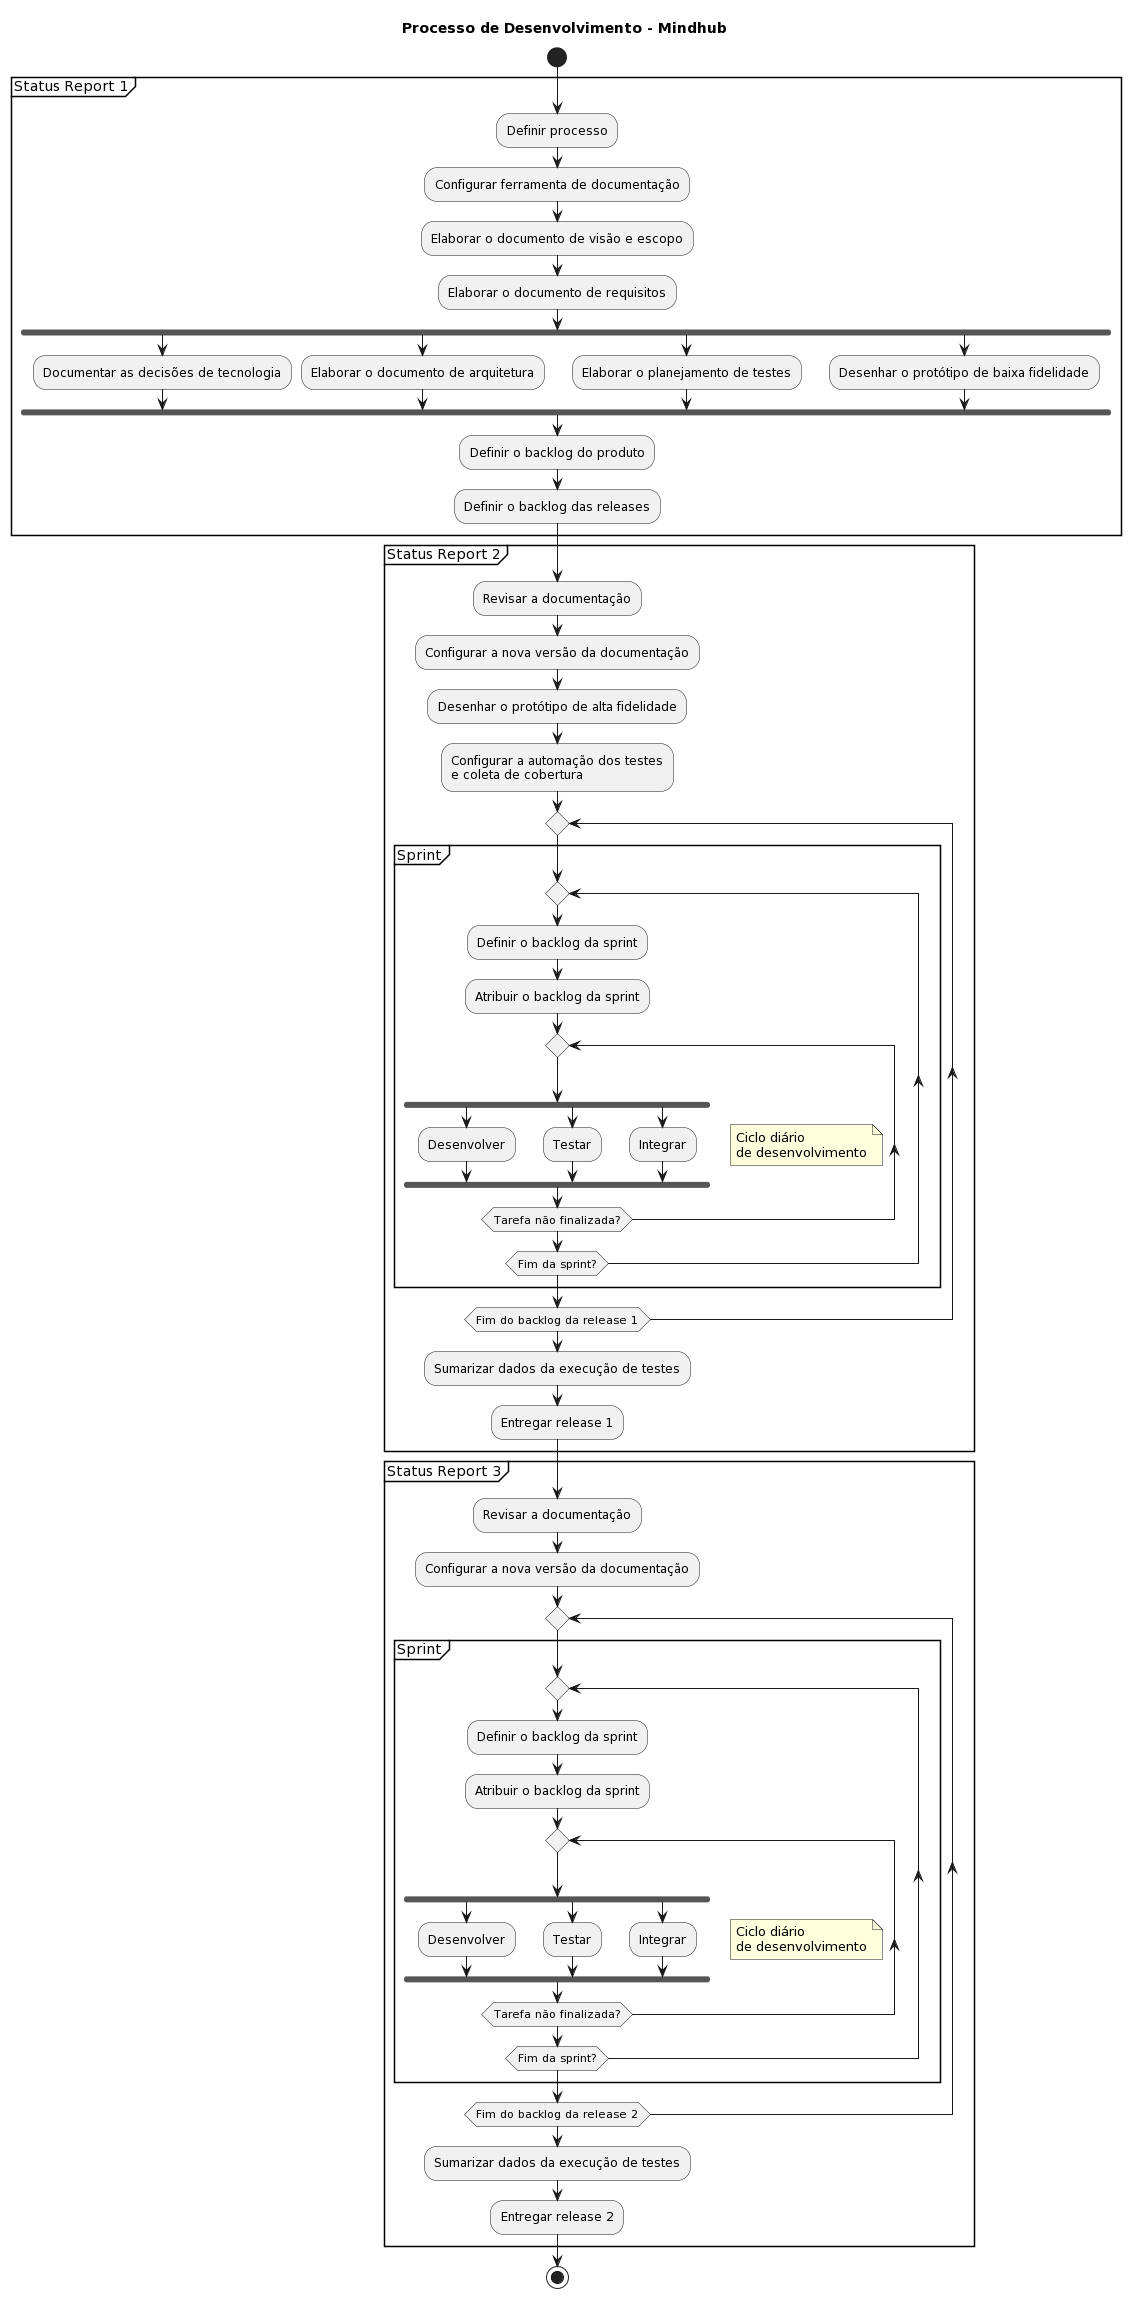 Processo de Desenvolvimento - Mindhub
Status Report 1
Definir processo
Configurar ferramenta de documentação
Elaborar o documento de visão e escopo
Elaborar o documento de requisitos
Documentar as decisões de tecnologia
Elaborar o documento de arquitetura
Elaborar o planejamento de testes
Desenhar o protótipo de baixa fidelidade
Definir o backlog do produto
Definir o backlog das releases
Status Report 2
Revisar a documentação
Configurar a nova versão da documentação
Desenhar o protótipo de alta fidelidade
Configurar a automação dos testes
e coleta de cobertura
Sprint
Definir o backlog da sprint
Atribuir o backlog da sprint
Desenvolver
Testar
Integrar
Ciclo diário
de desenvolvimento
Tarefa não finalizada?
Fim da sprint?
Fim do backlog da release 1
Sumarizar dados da execução de testes
Entregar release 1
Status Report 3
Revisar a documentação
Configurar a nova versão da documentação
Sprint
Definir o backlog da sprint
Atribuir o backlog da sprint
Desenvolver
Testar
Integrar
Ciclo diário
de desenvolvimento
Tarefa não finalizada?
Fim da sprint?
Fim do backlog da release 2
Sumarizar dados da execução de testes
Entregar release 2